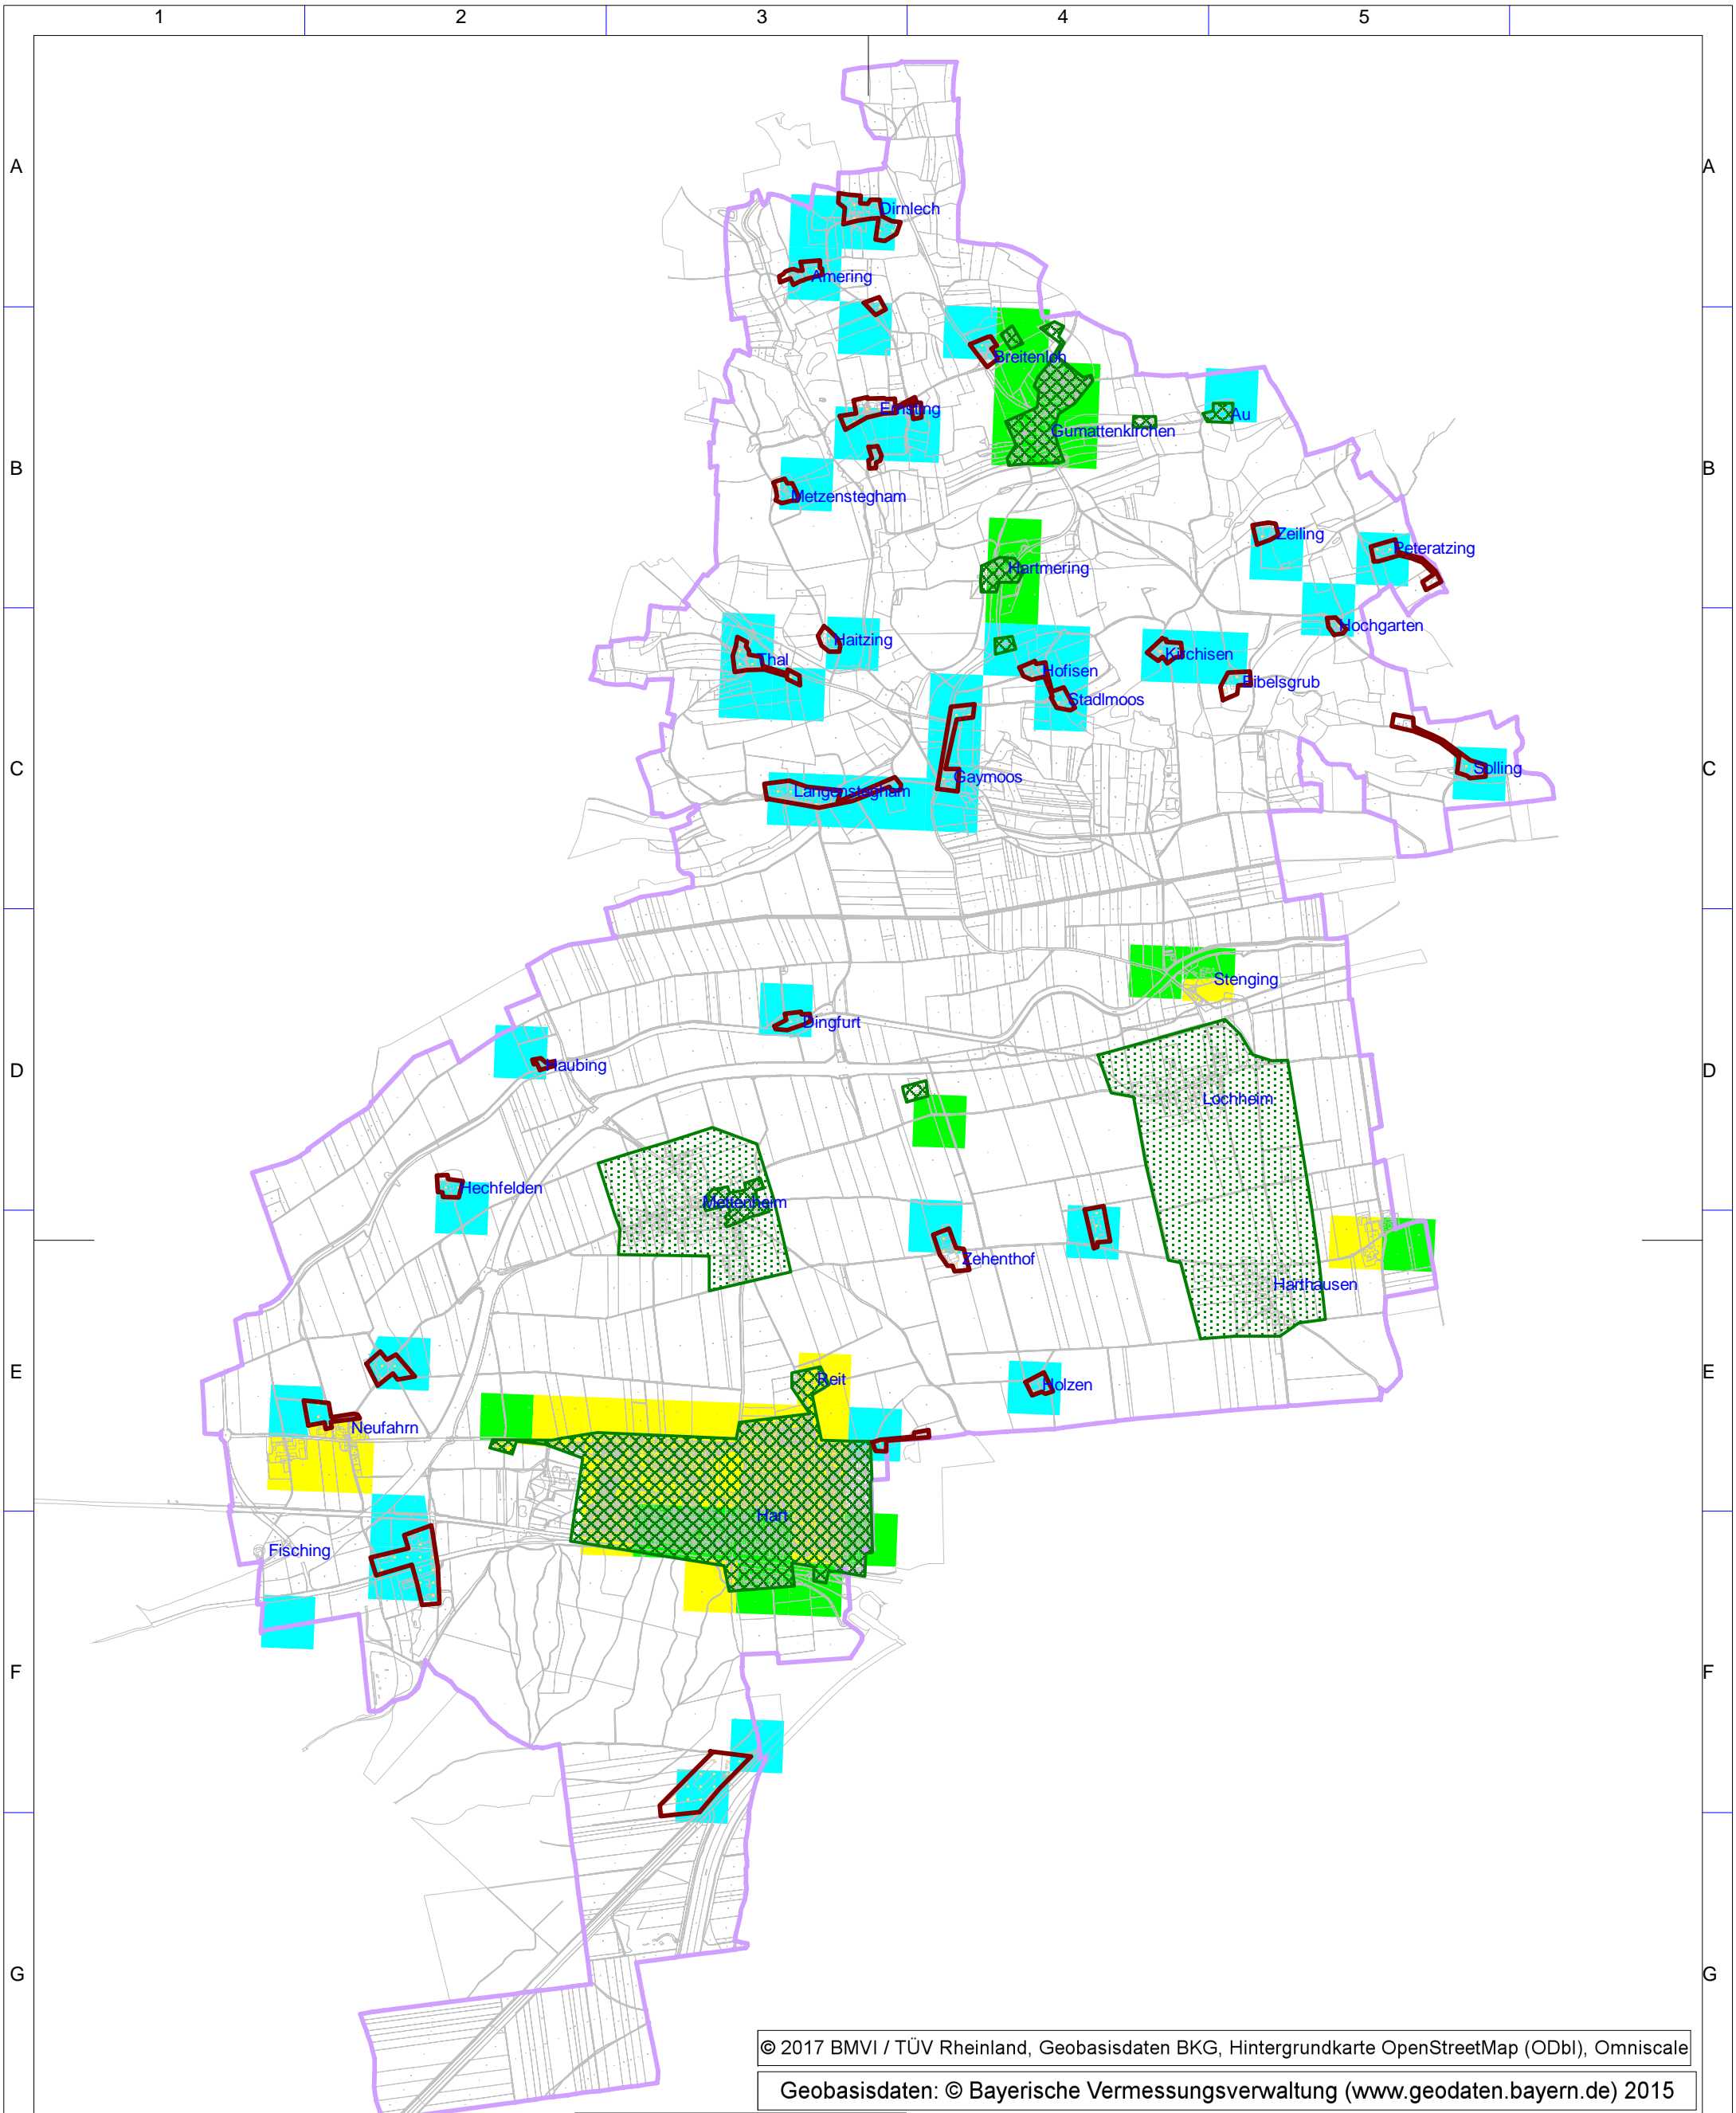 1 2 3 4 5
A A
Dirnlech
Amering
Breitenloh
Ernsting
Au
Gumattenkirchen
B B
Metzenstegham
Zeiling
Peteratzing
Hartmering
Hochgarten
Haitzing
Kirchisen
Thal
Hofisen
Eibelsgrub
Stadlmoos
C C
Solling
Gaymoos
Langenstegham
Stenging
Dingfurt
Haubing
D D
Lochheim
Hechfelden
Mettenheim
Zehenthof
Harthausen
E E
Reit
Holzen
Neufahrn
Hart
Fisching
F F
G G
© 2017 BMVI / TÜV Rheinland, Geobasisdaten BKG, Hintergrundkarte OpenStreetMap (ODbl), Omniscale
Geobasisdaten: © Bayerische Vermessungsverwaltung (www.geodaten.bayern.de) 2015